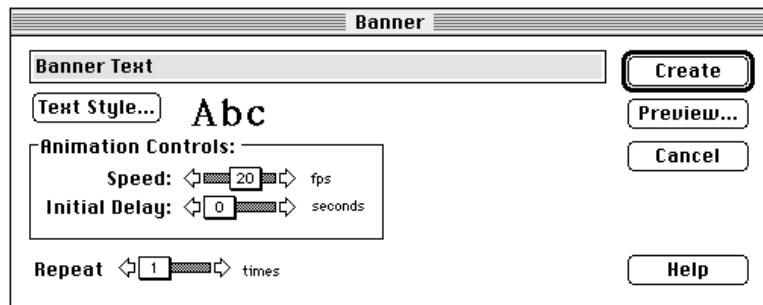 Banner
Banner Text
Create
Text Style...
Abc
Preview...
Animation Controls:
Cancel
Speed: 20 fps
Initial Delay: 0 seconds
Repeat 1 times
Help